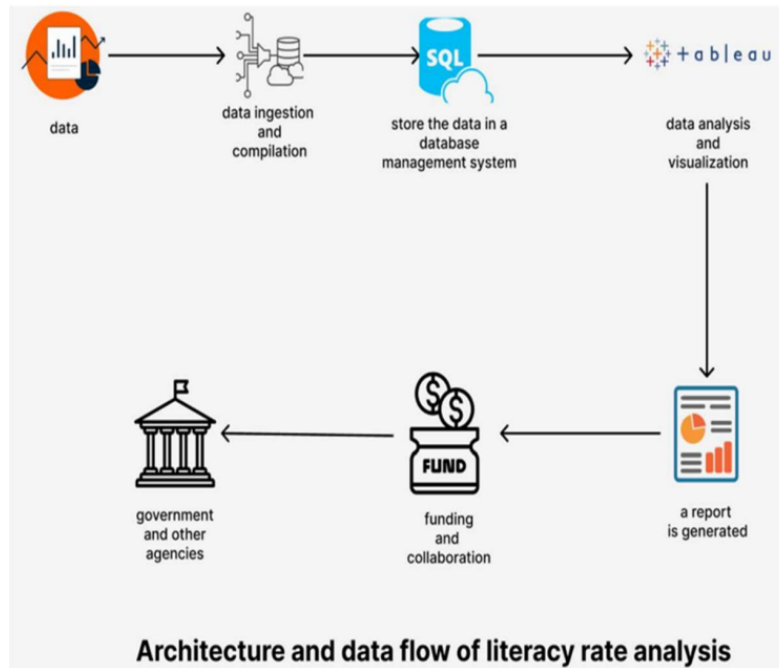 SQL
+ableau
data
data ingestion
and
compilation
store the data in a
database
management system
data analysis
and
visualization
FUND
government
and other
agencies
funding
and
collaboration
a report
is generated
Architecture and data flow of literacy rate analysis